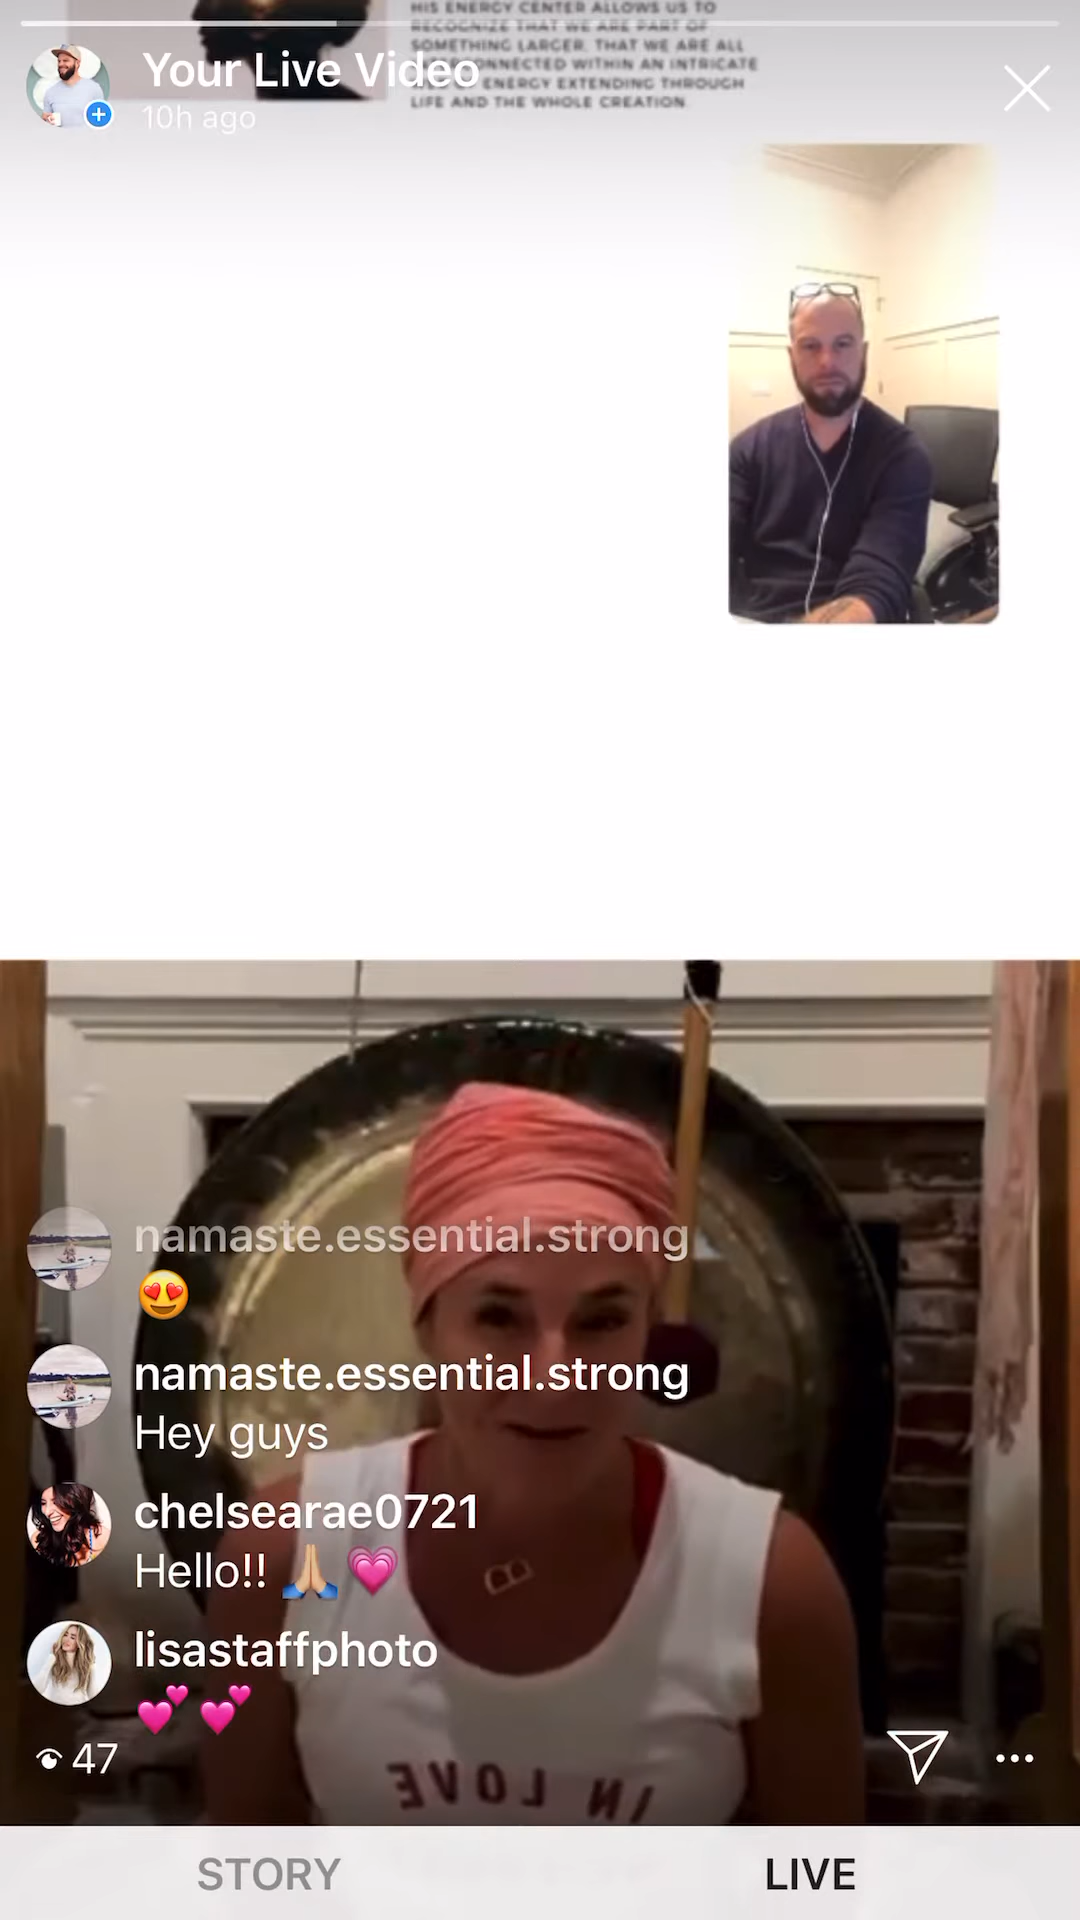 HIS ENERGY CENTER ALLOWS US TO
RECOGNIZE THAT WE ARE PART OF
SOMETHING LARGER. THAT WE ARE ALL
WITHIN AN INTRICATE
ENERGY EXTENDING THROUGH
LIFE AND THE WHOLE CREATION.
Your Live Video
10h ago
namaste.essential.strong
😍
namaste.essential.strong
Hey guys
chelsearae0721
Hello!! 🙏🏼 💗
lisastaffphoto
💕 💕
47
IN LOVE
STORY
LIVE